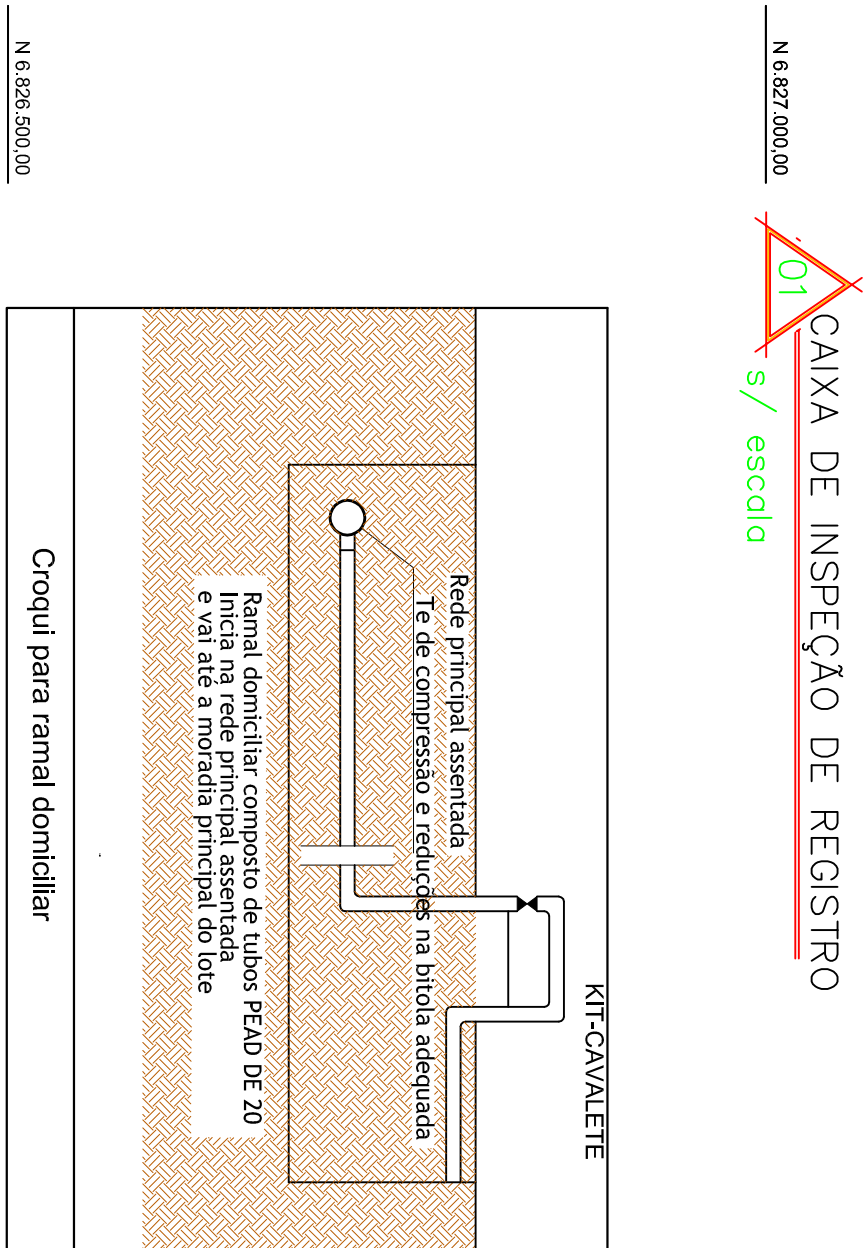 N 6.827.000,00
01
CAIXA DE INSPEÇÃO DE REGISTRO
s/ escala
KIT-CAVALETE
Rede principal assentada
Te de compressão e reduções na bitola adequada
Ramal domiciliar composto de tubos PEAD DE 20
Inicia na rede principal assentada
e vai até a moradia principal do lote
Croqui para ramal domiciliar
N 6.826.500,00